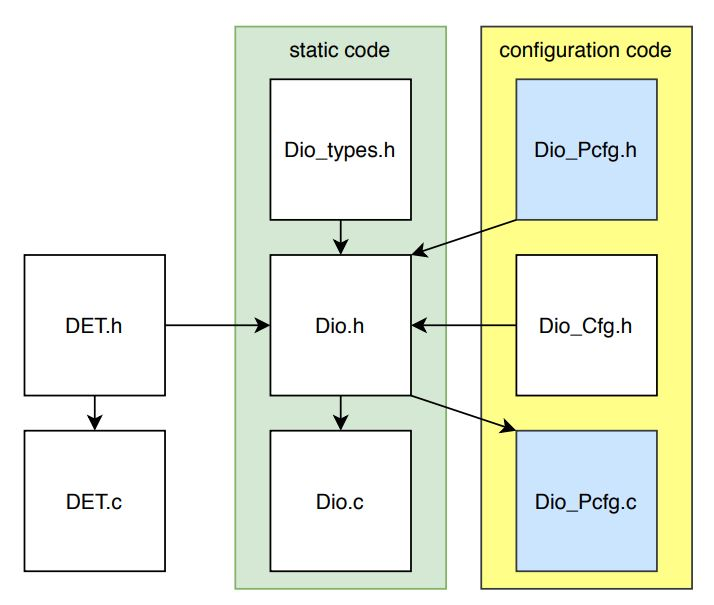 static code
configuration code
Dio_types.h
Dio_Pcfg.h
DET.h
Dio.h
Dio_Cfg.h
DET.c
Dio.c
Dio_Pcfg.c